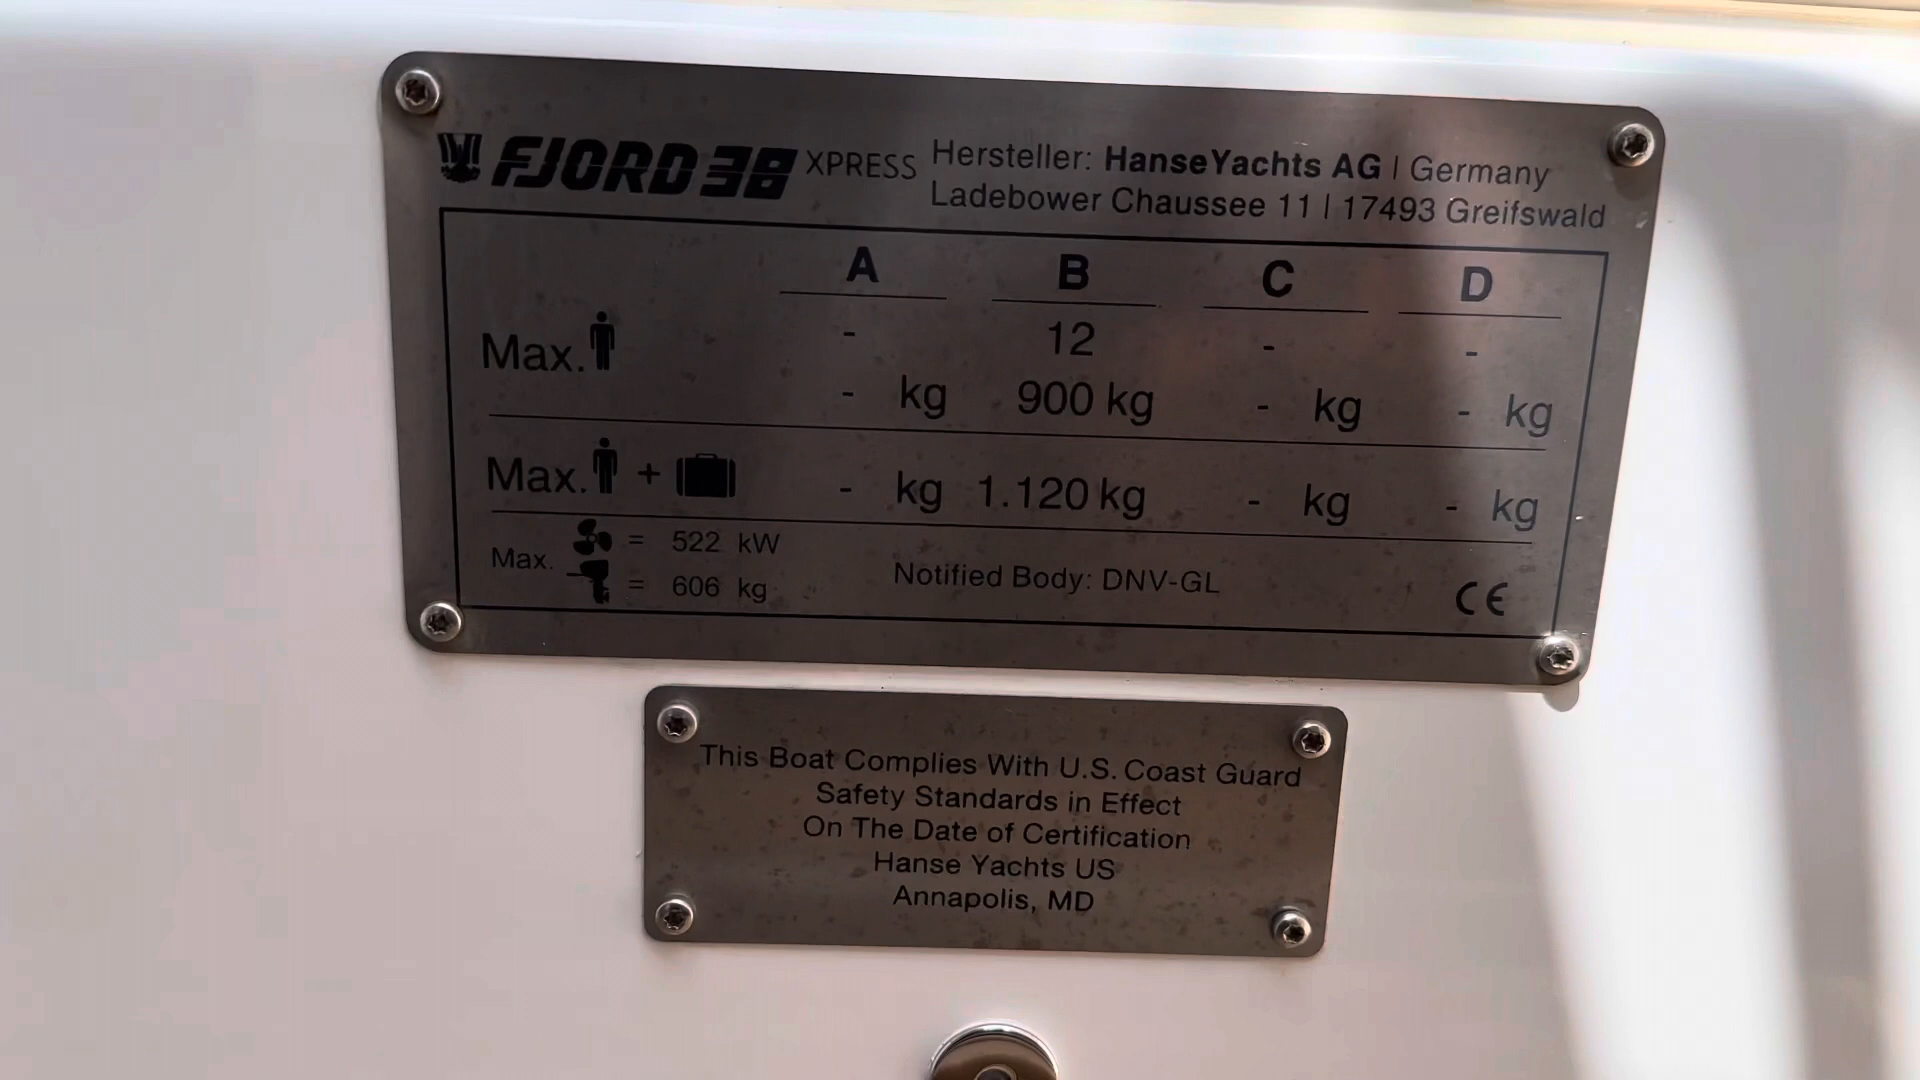 FJORD 38 XPRESS
Hersteller: HanseYachts AG | Germany
Ladebower Chaussee 11 | 17493 Greifswald
A B C D
Max. - 12 - -
- kg 900 kg - kg - kg
Max. + - kg 1.120 kg - kg - kg
Max. = 522 kW
= 606 kg
Notified Body: DNV-GL
CE
This Boat Complies With U.S. Coast Guard
Safety Standards in Effect
On The Date of Certification
Hanse Yachts US
Annapolis, MD